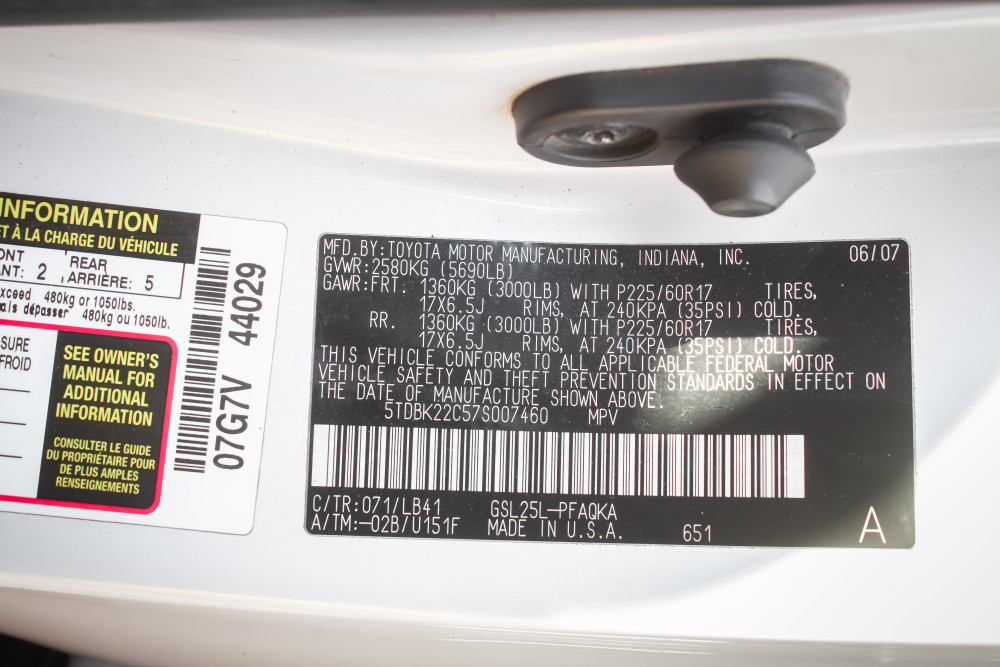 INFORMATION
ET À LA CHARGE DU VÉHICULE
2 REAR
ARRIÈRE: 5
480kg or 1050lbs.
dépasser 480kg ou 1050lb.
SEE OWNER'S
MANUAL FOR
ADDITIONAL
INFORMATION
CONSULTER LE GUIDE
DU PROPRIÉTAIRE POUR
DE PLUS AMPLES
RENSEIGNEMENTS
07G7V 44029
MFD.BY:TOYOTA MOTOR MANUFACTURING, INDIANA, INC. 06/07
GVWR:2580KG (5690LB)
GAWR:FRT. 1360KG (3000LB) WITH P225/60R17 TIRES,
17X6.5J RIMS, AT 240KPA (35PSI) COLD.
RR. 1360KG (3000LB) WITH P225/60R17 TIRES,
17X6.5J RIMS, AT 240KPA (35PSI) COLD.
THIS VEHICLE CONFORMS TO ALL APPLICABLE FEDERAL MOTOR
VEHICLE SAFETY AND THEFT PREVENTION STANDARDS IN EFFECT ON
THE DATE OF MANUFACTURE SHOWN ABOVE.
5TDBK22C57S007460 MPV
C/TR:071/LB41 GSL25L-PFAQKA
A/TM:-02B/U151F MADE IN U.S.A. 651 A